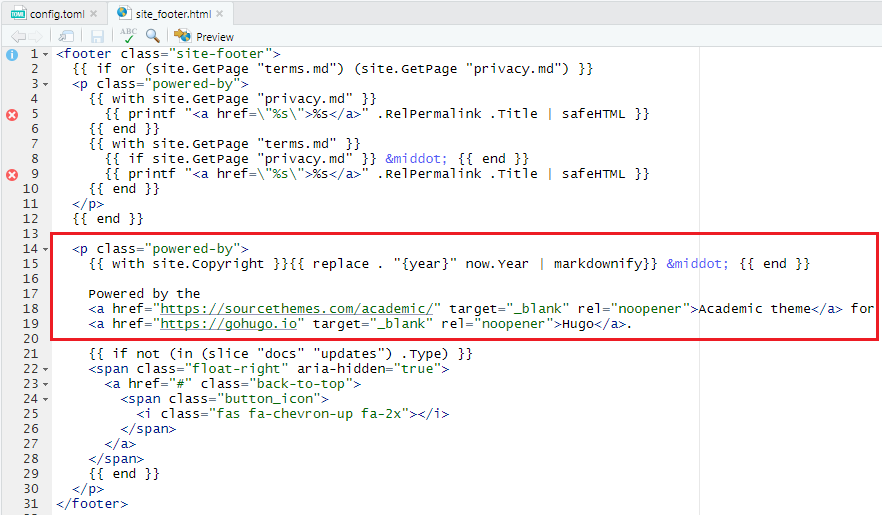 config.toml × site_footer.html ×
ABC Preview
1 <footer class="site-footer">
2 {{ if or (site.GetPage "terms.md") (site.GetPage "privacy.md") }}
3 <p class="powered-by">
4 {{ with site.GetPage "privacy.md" }}
5 {{ printf "<a href=\"%s\">%s</a>" .RelPermalink .Title | safeHTML }}
6 {{ end }}
7 {{ with site.GetPage "terms.md" }}
8 {{ if site.GetPage "privacy.md" }} &middot; {{ end }}
9 {{ printf "<a href=\"%s\">%s</a>" .RelPermalink .Title | safeHTML }}
10 {{ end }}
11 </p>
12 {{ end }}
13
14 <p class="powered-by">
15 {{ with site.Copyright }}{{ replace . "{year}" now.Year | markdownify}} &middot; {{ end }}
16
17 Powered by the
18 <a href="https://sourcethemes.com/academic/" target="_blank" rel="noopener">Academic theme</a> for
19 <a href="https://gohugo.io" target="_blank" rel="noopener">Hugo</a>.
20
21 {{ if not (in (slice "docs" "updates") .Type) }}
22 <span class="float-right" aria-hidden="true">
23 <a href="#" class="back-to-top">
24 <span class="button_icon">
25 <i class="fas fa-chevron-up fa-2x"></i>
26 </span>
27 </a>
28 </span>
29 {{ end }}
30 </p>
31 </footer>